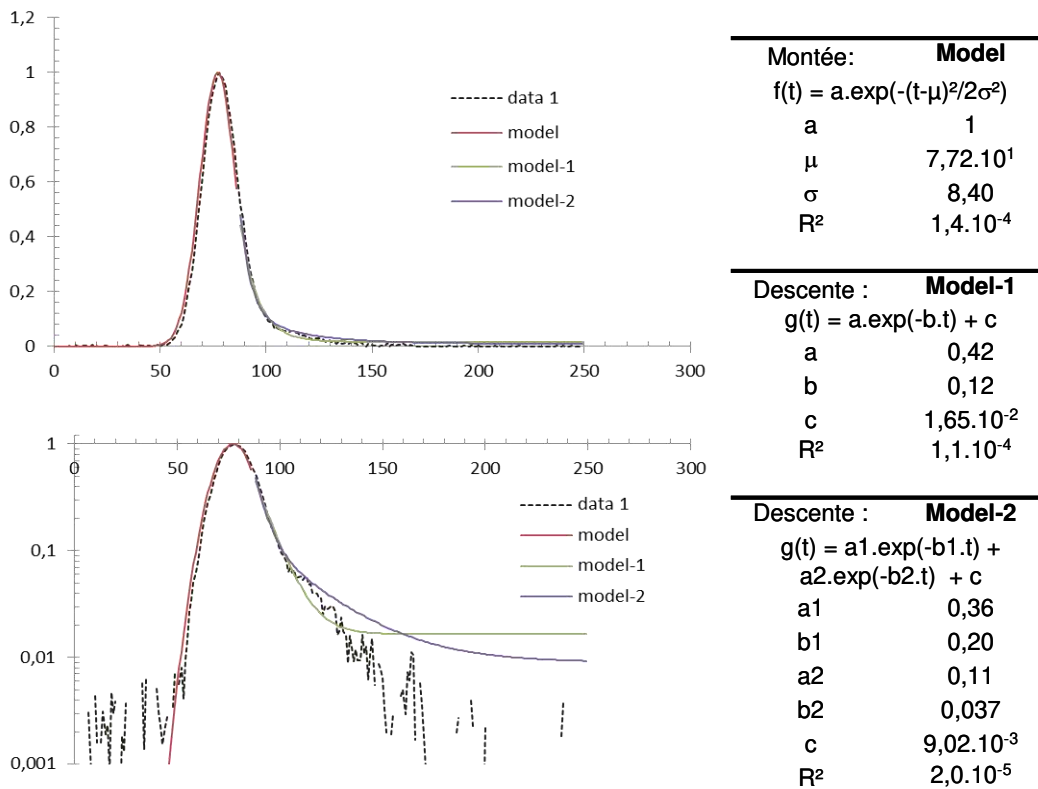 1,2
1
0,8
0,6
0,4
0,2
0
0 50 100 150 200 250 300
data 1
model
model-1
model-2
1
0,1
0,01
0,001
0 50 100 150 200 250 300
data 1
model
model-1
model-2
Montée: Model
f(t) = a.exp(-(t-μ)²/2σ²)
a 1
μ 7,72.10¹
σ 8,40
R² 1,4.10⁻⁴
Descente : Model-1
g(t) = a.exp(-b.t) + c
a 0,42
b 0,12
c 1,65.10⁻²
R² 1,1.10⁻⁴
Descente : Model-2
g(t) = a1.exp(-b1.t) +
a2.exp(-b2.t) + c
a1 0,36
b1 0,20
a2 0,11
b2 0,037
c 9,02.10⁻³
R² 2,0.10⁻⁵